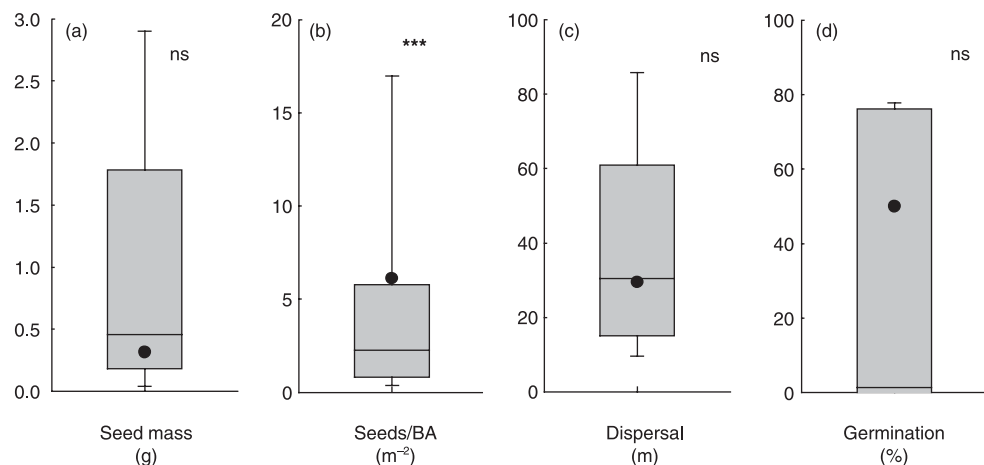 (a)
ns
3.0
2.5
2.0
1.5
1.0
0.5
0.0
Seed mass
(g)
(b)
***
20
15
10
5
0
Seeds/BA
(m⁻²)
(c)
ns
100
80
60
40
20
0
Dispersal
(m)
(d)
ns
100
80
60
40
20
0
Germination
(%)